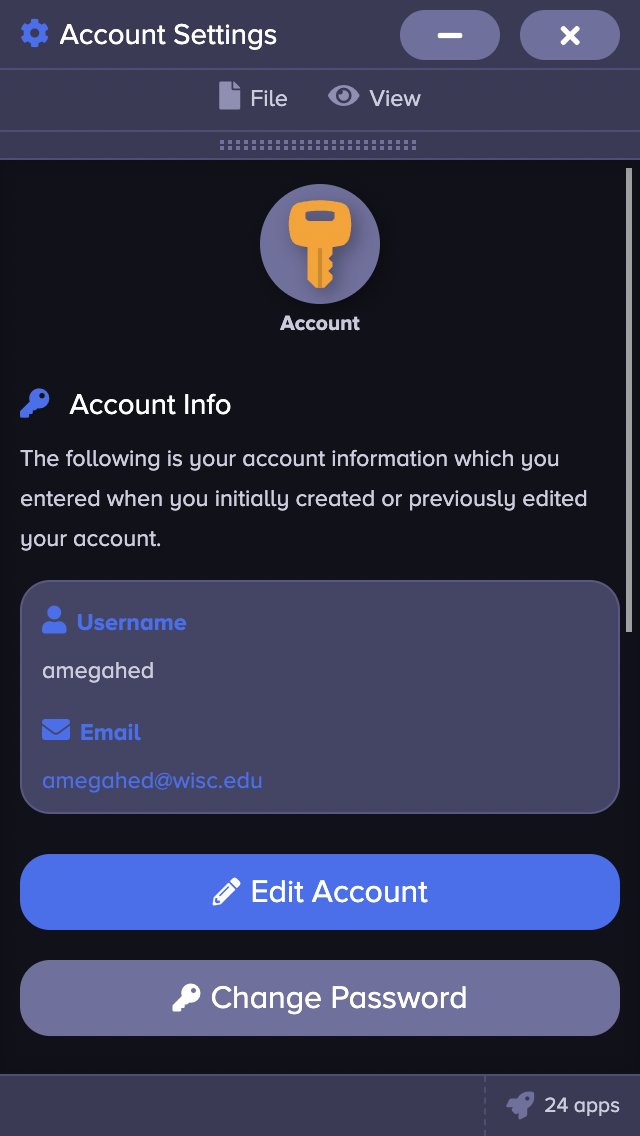 Account Settings
File View
Account
Account Info
The following is your account information which you
entered when you initially created or previously edited
your account.
Username
amegahed
Email
amegahed@wisc.edu
Edit Account
Change Password
24 apps